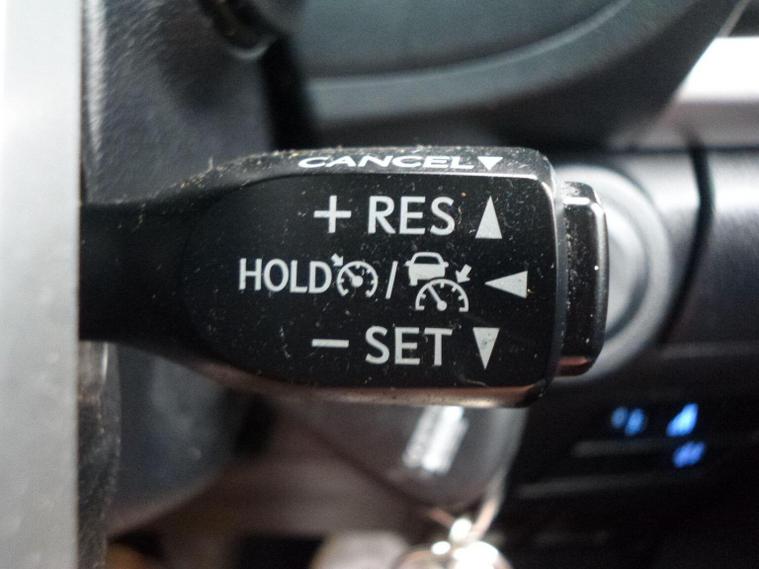 CANCEL▼
+ RES ▲
HOLD / ◀
− SET ▼